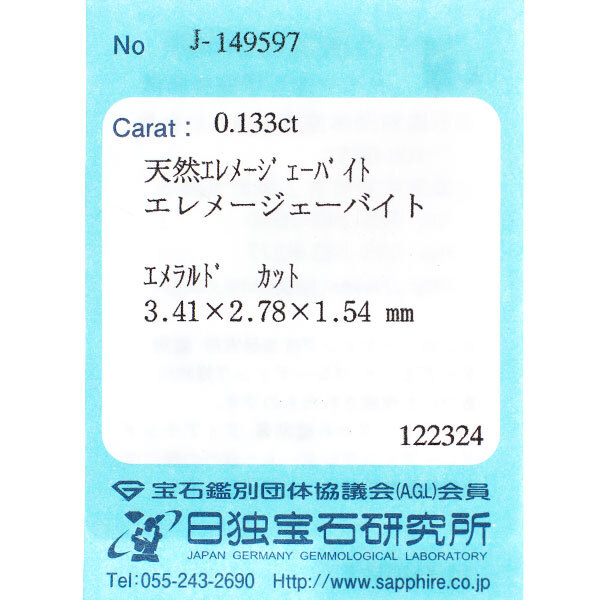 No J-149597
Carat : 0.133ct
天然ｴﾚﾒｰｼﾞｪｰﾊﾞｲﾄ
エレメージェーバイト
ｴﾒﾗﾙﾄﾞ ｶｯﾄ
3.41×2.78×1.54 mm
122324
宝石鑑別団体協議会(A.G.L)会員
日独宝石研究所
JAPAN GERMANY GEMMOLOGICAL LABORATORY
Tel:055-243-2690 Http://www.sapphire.co.jp